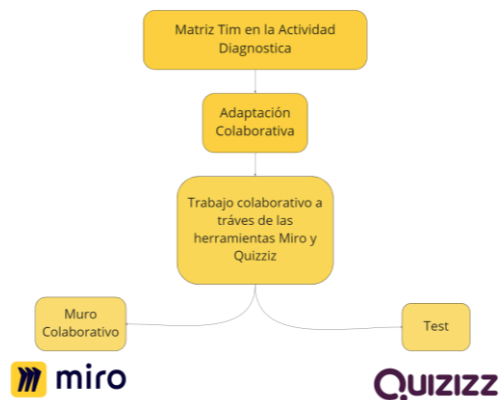 Matriz Tim en la Actividad
Diagnostica
Adaptación
Colaborativa
Trabajo colaborativo a
tráves de las
herramientas Miro y
Quizziz
Muro
Colaborativo
Test
miro
QUIZIZZ